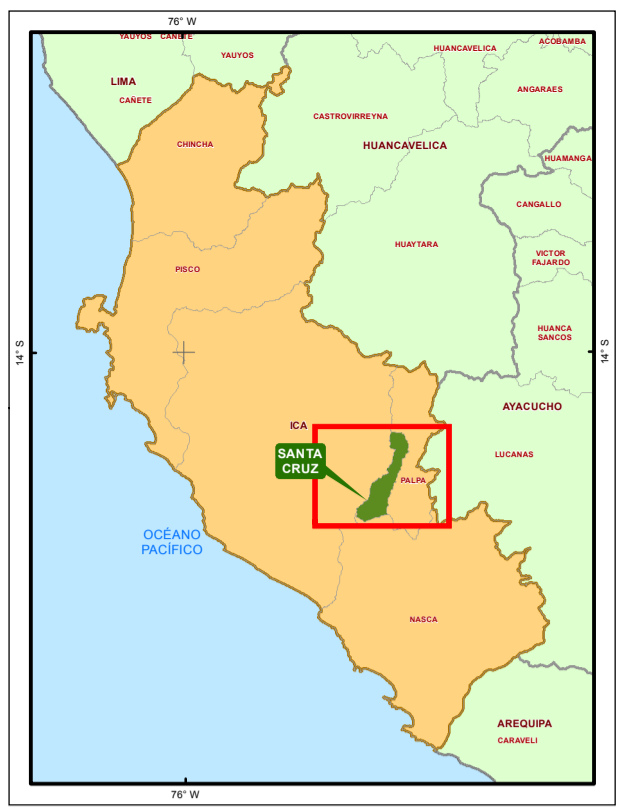 76° W
YAUYOS CAÑETE
YAUYOS
HUANCAVELICA
ACOBAMBA
LIMA
CAÑETE
ANGARAES
CASTROVIRREYNA
CHINCHA
HUANCAVELICA
HUAMANGA
CANGALLO
HUAYTARA
VICTOR
FAJARDO
PISCO
HUANCA
SANCOS
14° S
14° S
AYACUCHO
ICA
LUCANAS
SANTA
CRUZ
PALPA
OCÉANO
PACÍFICO
NASCA
AREQUIPA
CARAVELI
76° W